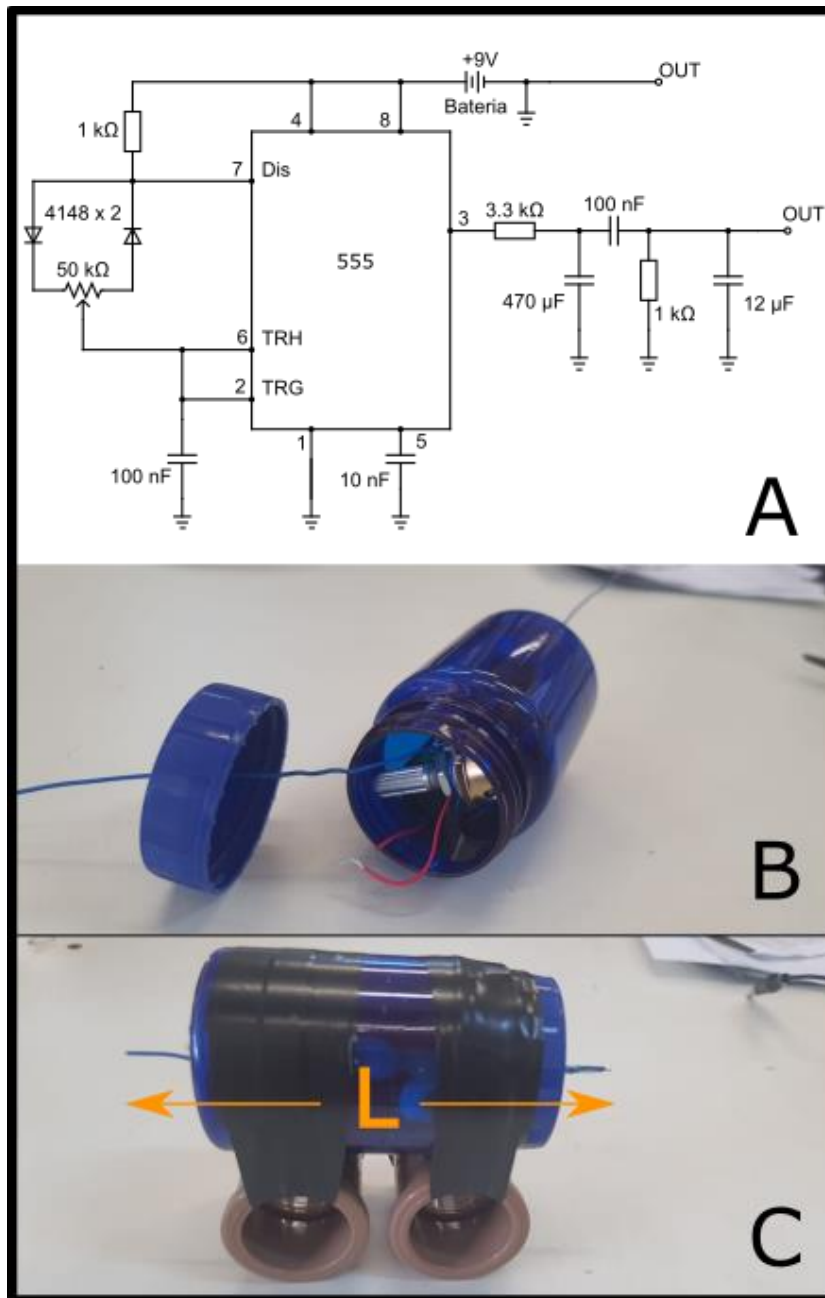 +9V
OUT
Bateria
1 kΩ
4
8
7
Dis
4148 x 2
50 kΩ
555
3
3.3 kΩ
100 nF
OUT
470 µF
1 kΩ
12 µF
6
TRH
2
TRG
1
5
100 nF
10 nF
A
B
L
C